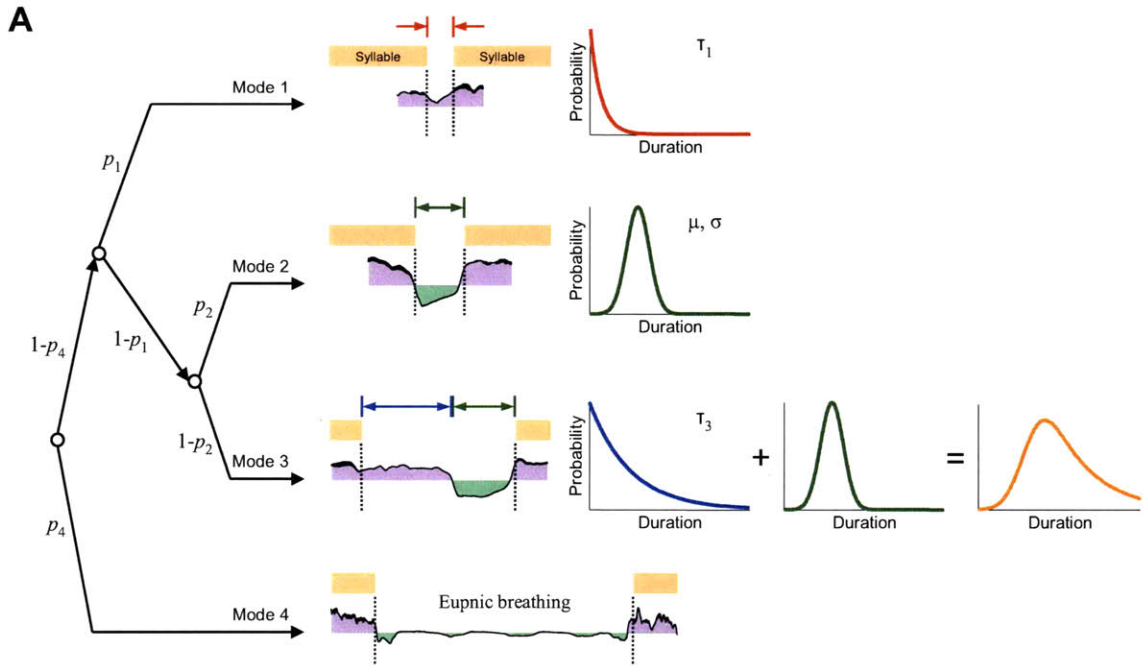 A
Syllable
Syllable
τ1
Probability
Duration
Mode 1
p1
μ, σ
Probability
Duration
Mode 2
p2
1-p4
1-p1
τ3
Probability
+
=
Duration
Duration
Duration
1-p2
Mode 3
p4
Eupnic breathing
Mode 4